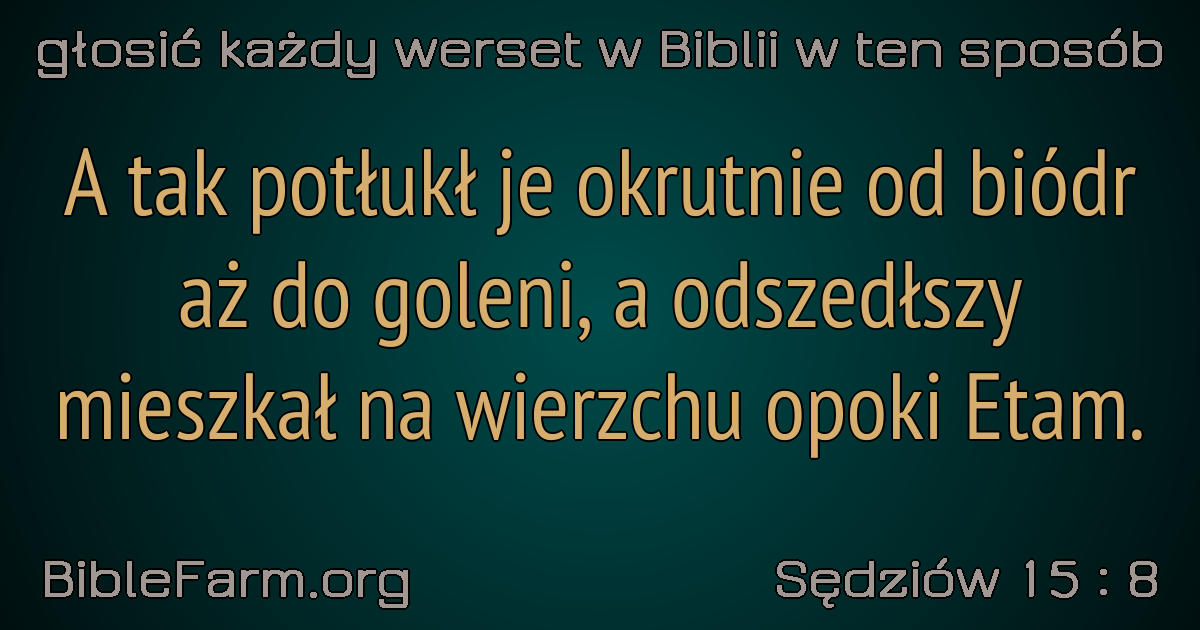 głosić każdy werset w Biblii w ten sposób
A tak potłukł je okrutnie od biódr
aż do goleni, a odszedłszy
mieszkał na wierzchu opoki Etam.
BibleFarm.org
Sędziów 15 : 8